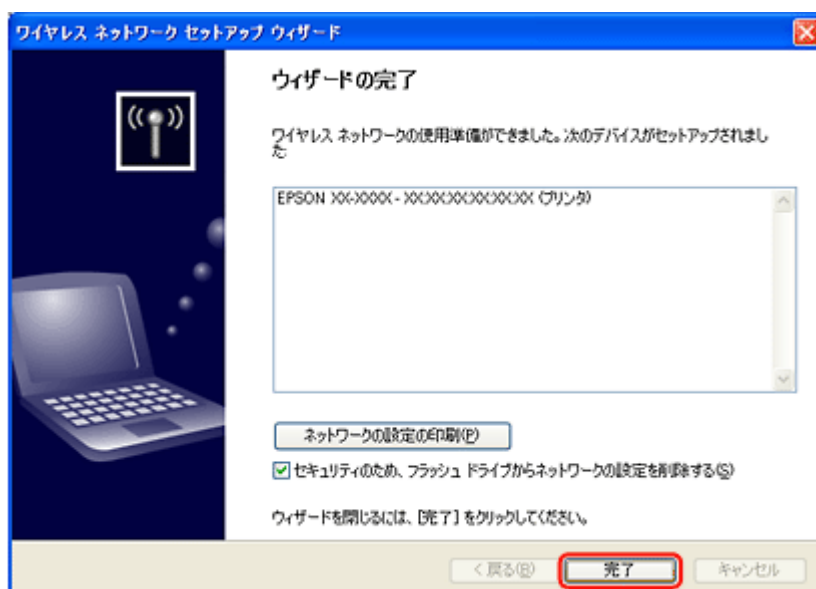 ワイヤレス ネットワーク セットアップ ウィザード
ウィザードの完了
ワイヤレス ネットワークの使用準備ができました。次のデバイスがセットアップされまし
た:
EPSON XX-XXXX - XX:XX:XX:XX:XX:XX (プリンタ)
ネットワークの設定の印刷(P)
セキュリティのため、フラッシュ ドライブからネットワークの設定を削除する(S)
ウィザードを閉じるには、[完了] をクリックしてください。
< 戻る(B)
完了
キャンセル